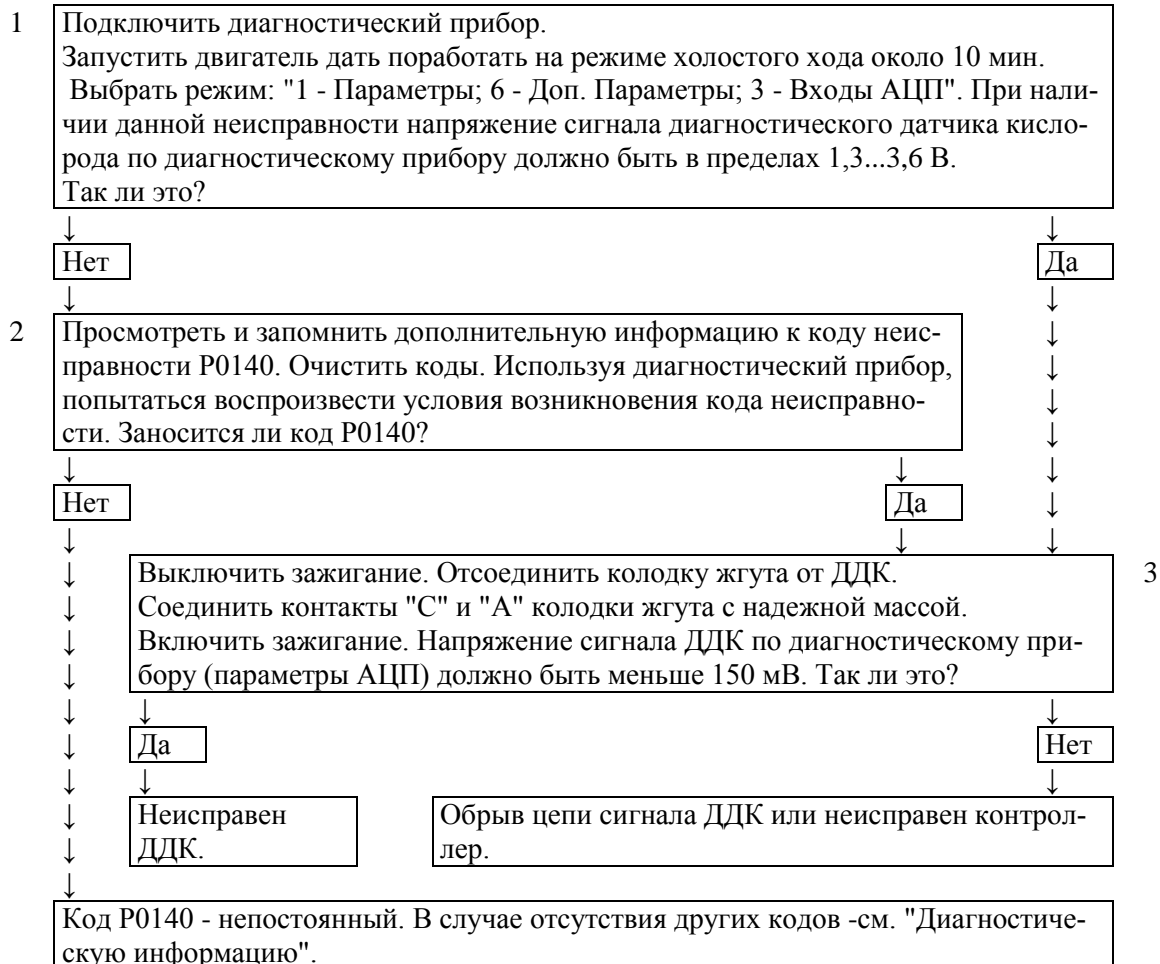 1
Подключить диагностический прибор.
Запустить двигатель дать поработать на режиме холостого хода около 10 мин.
Выбрать режим: "1 - Параметры; 6 - Доп. Параметры; 3 - Входы АЦП". При нали-
чии данной неисправности напряжение сигнала диагностического датчика кисло-
рода по диагностическому прибору должно быть в пределах 1,3...3,6 В.
Так ли это?
↓ ↓
Нет Да
↓ ↓
2
Просмотреть и запомнить дополнительную информацию к коду неис-
правности Р0140. Очистить коды. Используя диагностический прибор,
попытаться воспроизвести условия возникновения кода неисправно-
сти. Заносится ли код Р0140?
↓ ↓ ↓
Нет Да ↓
↓ ↓ ↓
Выключить зажигание. Отсоединить колодку жгута от ДДК.
3
Соединить контакты "С" и "А" колодки жгута с надежной массой.
Включить зажигание. Напряжение сигнала ДДК по диагностическому при-
бору (параметры АЦП) должно быть меньше 150 мВ. Так ли это?
↓ ↓ ↓
↓ Да Нет
↓ ↓ ↓
Неисправен
ДДК.
Обрыв цепи сигнала ДДК или неисправен контрол-
лер.
↓
Код Р0140 - непостоянный. В случае отсутствия других кодов -см. "Диагностиче-
скую информацию".